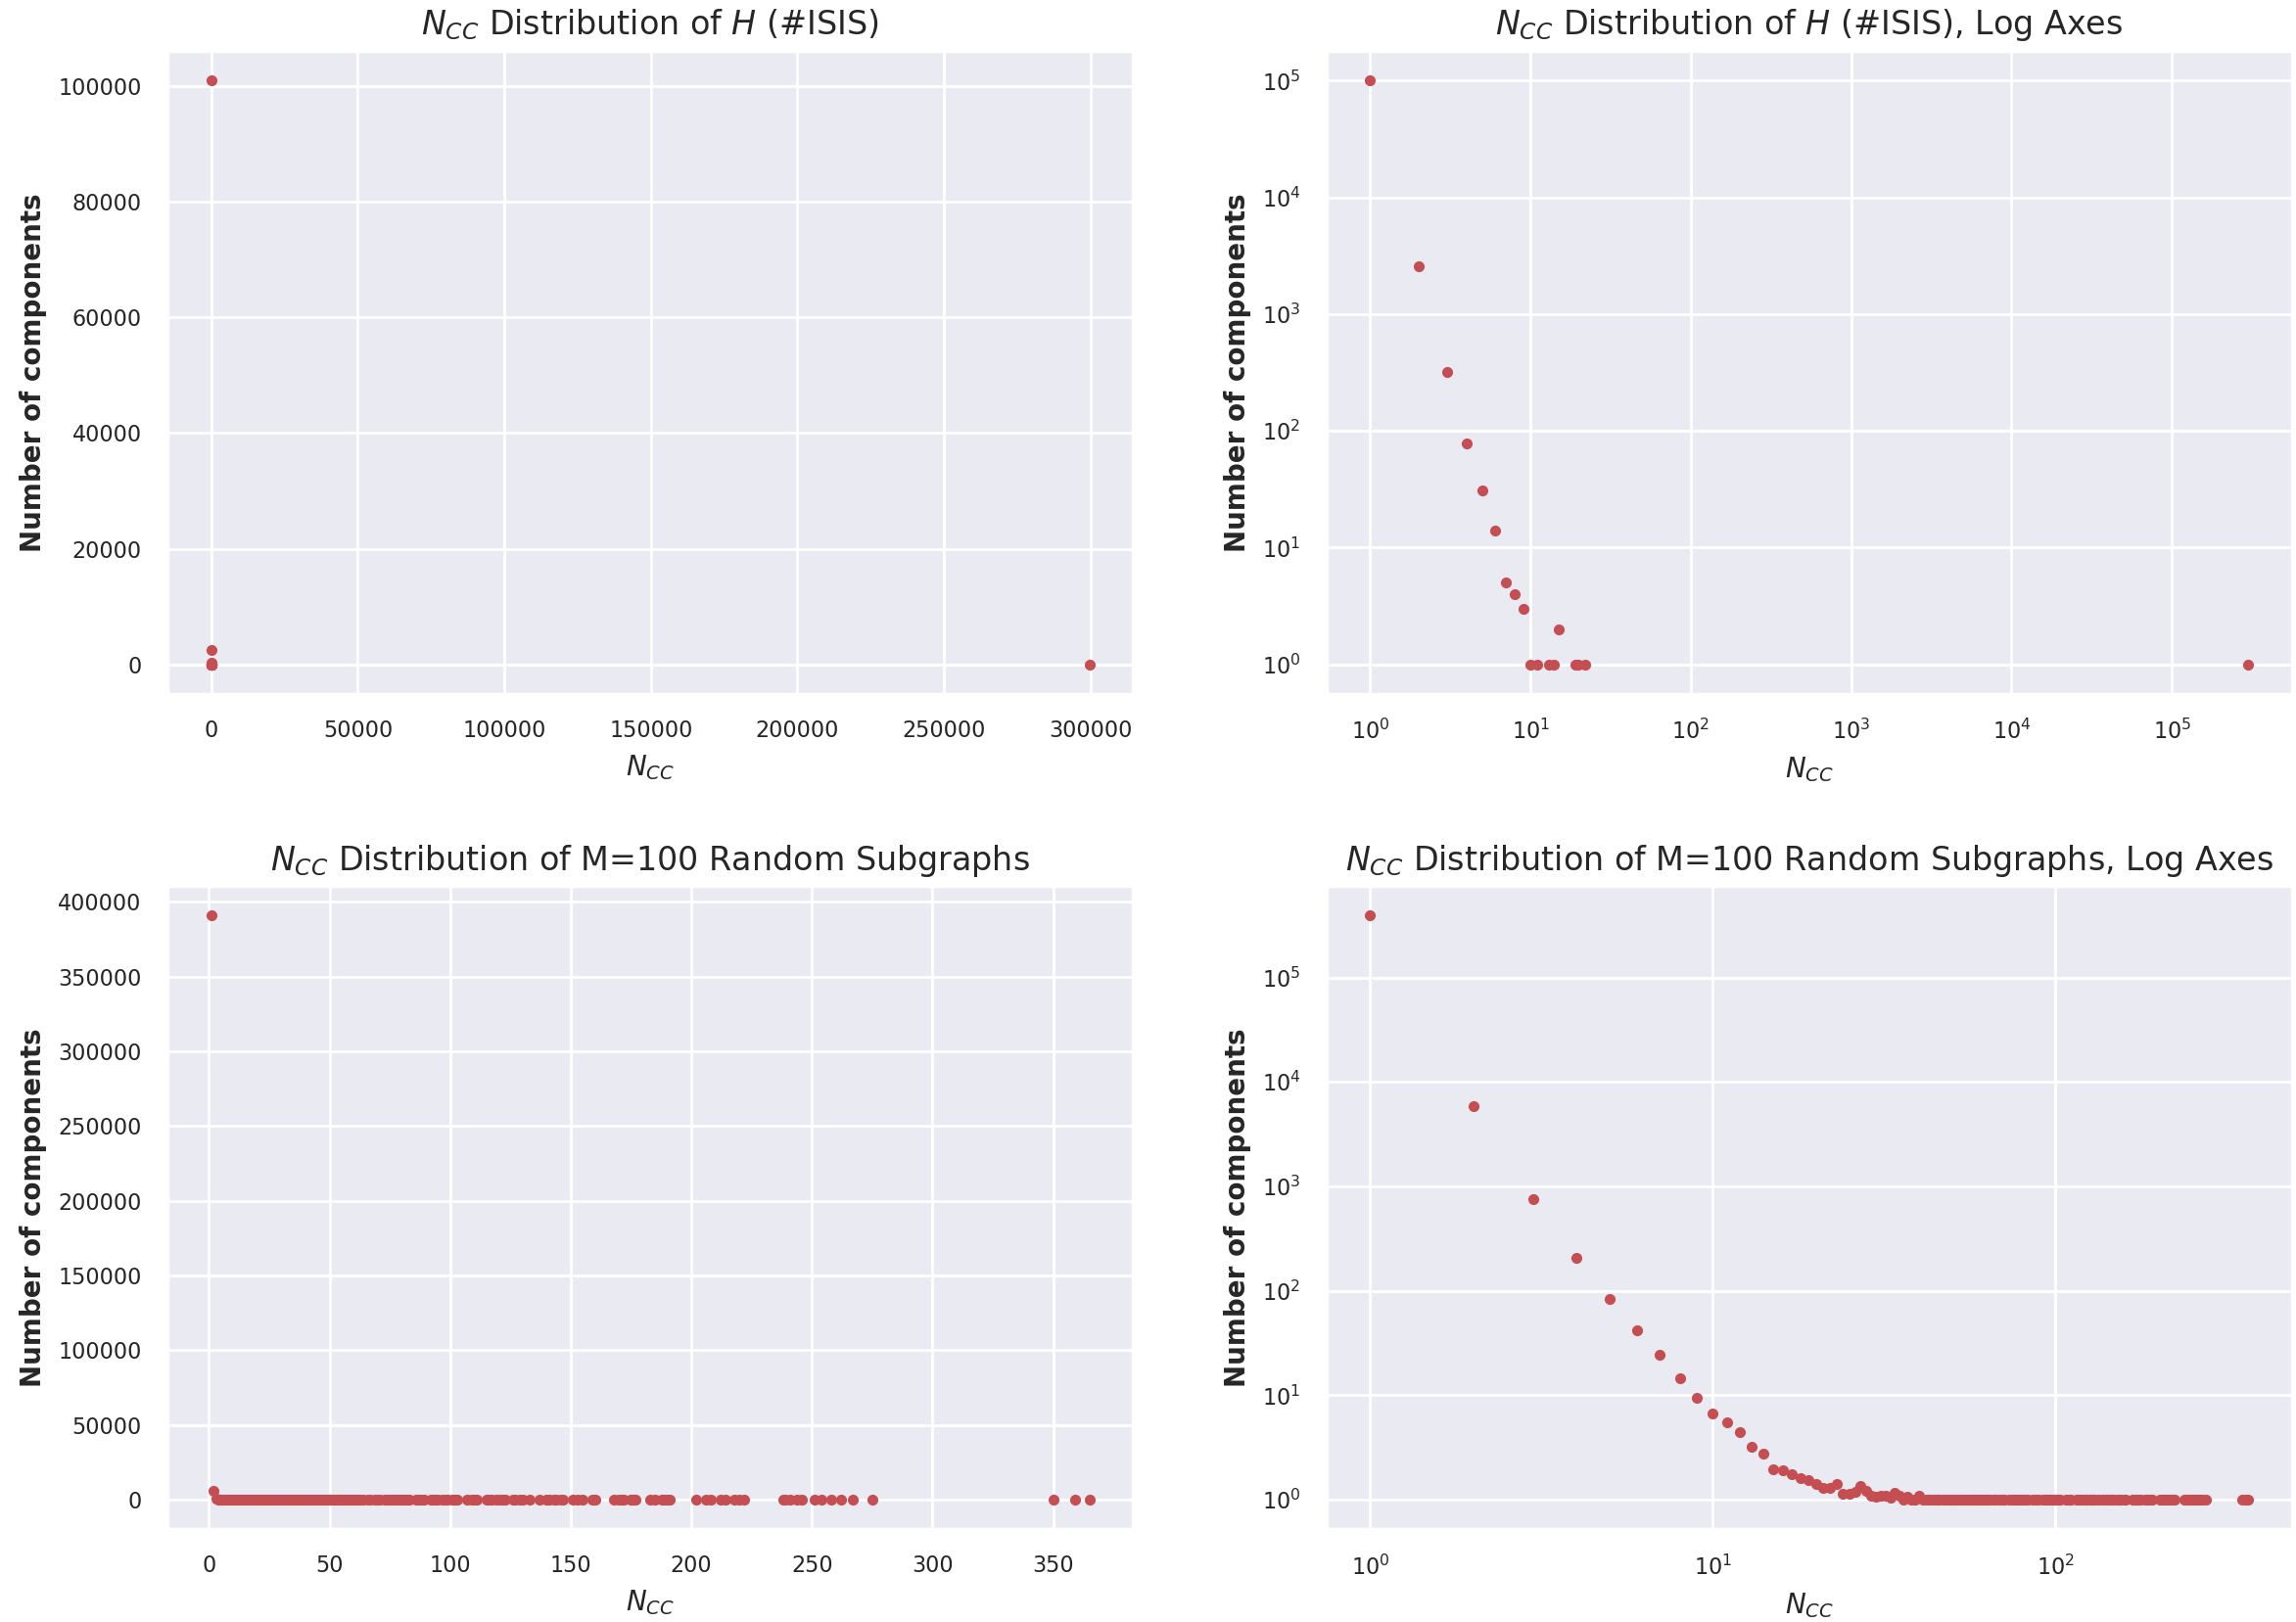 N_CC Distribution of H (#ISIS)
Number of components
100000
80000
60000
40000
20000
0
0 50000 100000 150000 200000 250000 300000
N_CC
N_CC Distribution of H (#ISIS), Log Axes
Number of components
10^5
10^4
10^3
10^2
10^1
10^0
10^0 10^1 10^2 10^3 10^4 10^5
N_CC
N_CC Distribution of M=100 Random Subgraphs
Number of components
400000
350000
300000
250000
200000
150000
100000
50000
0
0 50 100 150 200 250 300 350
N_CC
N_CC Distribution of M=100 Random Subgraphs, Log Axes
Number of components
10^5
10^4
10^3
10^2
10^1
10^0
10^0 10^1 10^2
N_CC